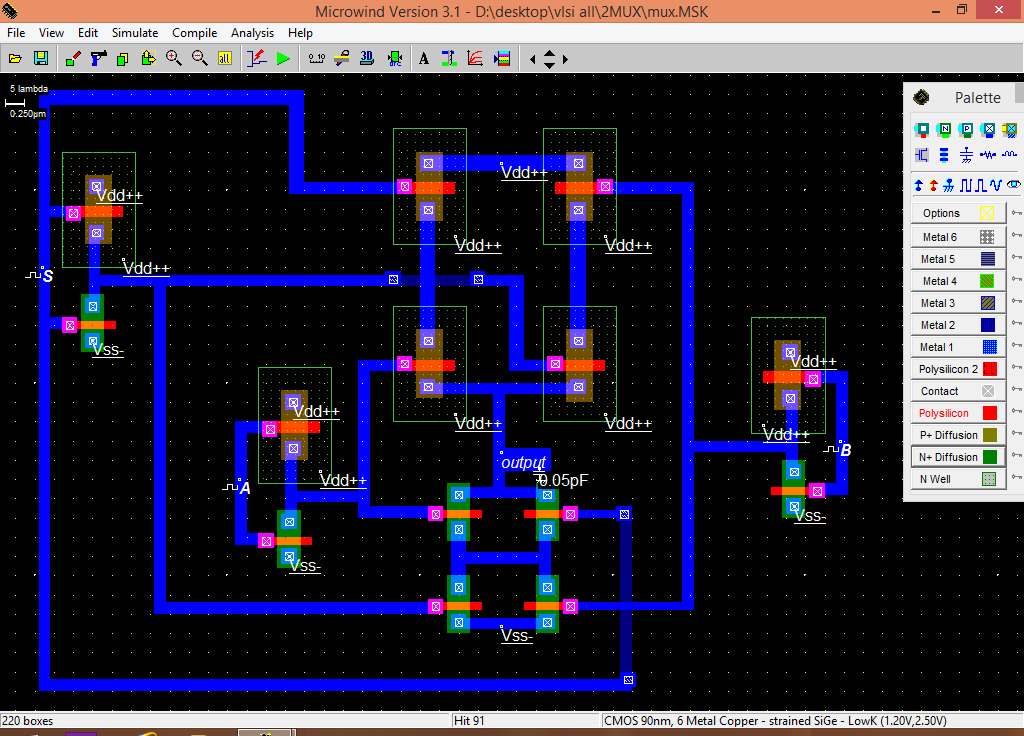 Microwind Version 3.1 - D:\desktop\vlsi all\2MUX\mux.MSK
File View Edit Simulate Compile Analysis Help
5 lambda
0.250µm
Palette
Options
Metal 6
Metal 5
Metal 4
Metal 3
Metal 2
Metal 1
Polysilicon 2
Contact
Polysilicon
P+ Diffusion
N+ Diffusion
N Well
Vdd++
Vdd++
Vdd++
Vdd++
Vdd++
S
Vss-
Vdd++
Vdd++
Vdd++
Vdd++
Vdd++
Vdd++
B
output
0.05pF
Vdd++
A
Vss-
Vss-
Vss-
220 boxes
Hit 91
CMOS 90nm, 6 Metal Copper - strained SiGe - LowK (1.20V,2.50V)